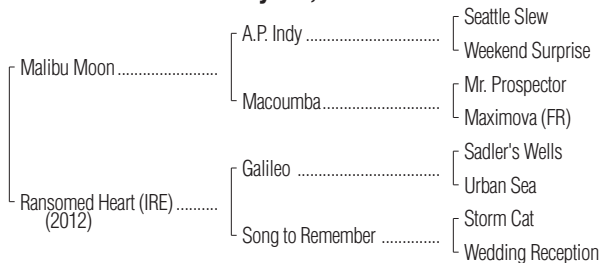 Seattle Slew
A.P. Indy ..............................
Weekend Surprise
Malibu Moon .......................
Mr. Prospector
Macoumba..........................
Maximova (FR)
Sadler's Wells
Galileo ................................
Urban Sea
Ransomed Heart (IRE) ..........
(2012)
Storm Cat
Song to Remember .............
Wedding Reception